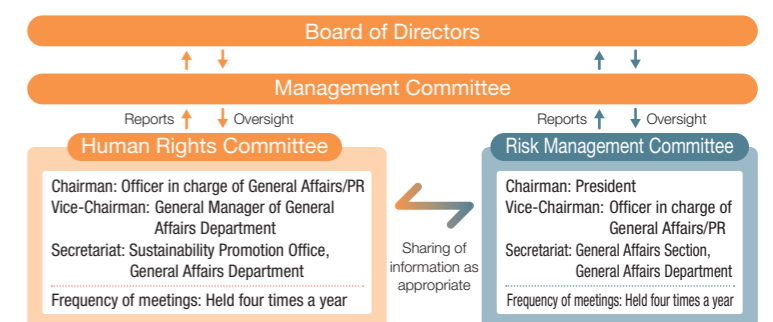 Board of Directors
Management Committee
Reports Oversight
Reports Oversight
Human Rights Committee
Chairman: Officer in charge of General Affairs/PR
Vice-Chairman: General Manager of General
Affairs Department
Secretariat: Sustainability Promotion Office,
General Affairs Department
Frequency of meetings: Held four times a year
Sharing of
information as
appropriate
Risk Management Committee
Chairman: President
Vice-Chairman: Officer in charge of
General Affairs/PR
Secretariat: General Affairs Section,
General Affairs Department
Frequency of meetings: Held four times a year